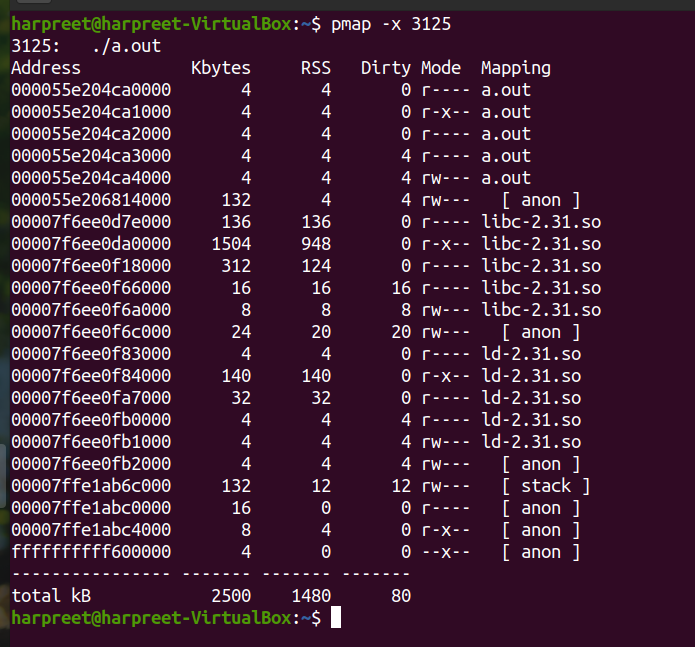 harpreet@harpreet-VirtualBox:~$ pmap -x 3125
3125:   ./a.out
Address           Kbytes     RSS   Dirty Mode  Mapping
000055e204ca0000       4       4       0 r---- a.out
000055e204ca1000       4       4       0 r-x-- a.out
000055e204ca2000       4       4       0 r---- a.out
000055e204ca3000       4       4       4 r---- a.out
000055e204ca4000       4       4       4 rw--- a.out
000055e206814000     132       4       4 rw---   [ anon ]
00007f6ee0d7e000     136     136       0 r---- libc-2.31.so
00007f6ee0da0000    1504     948       0 r-x-- libc-2.31.so
00007f6ee0f18000     312     124       0 r---- libc-2.31.so
00007f6ee0f66000      16      16      16 r---- libc-2.31.so
00007f6ee0f6a000       8       8       8 rw--- libc-2.31.so
00007f6ee0f6c000      24      20      20 rw---   [ anon ]
00007f6ee0f83000       4       4       0 r---- ld-2.31.so
00007f6ee0f84000     140     140       0 r-x-- ld-2.31.so
00007f6ee0fa7000      32      32       0 r---- ld-2.31.so
00007f6ee0fb0000       4       4       4 r---- ld-2.31.so
00007f6ee0fb1000       4       4       4 rw--- ld-2.31.so
00007f6ee0fb2000       4       4       4 rw---   [ anon ]
00007ffe1ab6c000     132      12      12 rw---   [ stack ]
00007ffe1abc0000      16       0       0 r----   [ anon ]
00007ffe1abc4000       8       4       0 r-x--   [ anon ]
ffffffffff600000       4       0       0 --x--   [ anon ]
---------------- ------- ------- -------
total kB            2500    1480      80
harpreet@harpreet-VirtualBox:~$